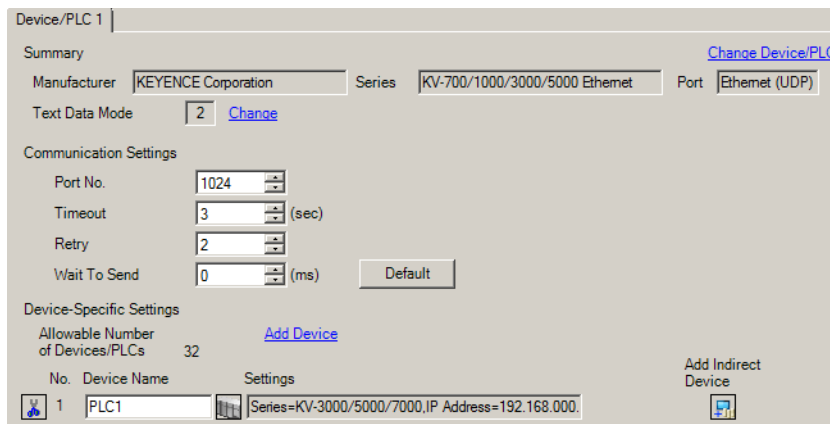 Device/PLC 1
Summary
Change Device/PLC
Manufacturer KEYENCE Corporation Series KV-700/1000/3000/5000 Ethernet Port Ethernet (UDP)
Text Data Mode 2 Change
Communication Settings
Port No. 1024
Timeout 3 (sec)
Retry 2
Wait To Send 0 (ms) Default
Device-Specific Settings
Allowable Number
of Devices/PLCs 32 Add Device
Add Indirect
Device
No. Device Name Settings
1 PLC1 Series=KV-3000/5000/7000,IP Address=192.168.000.